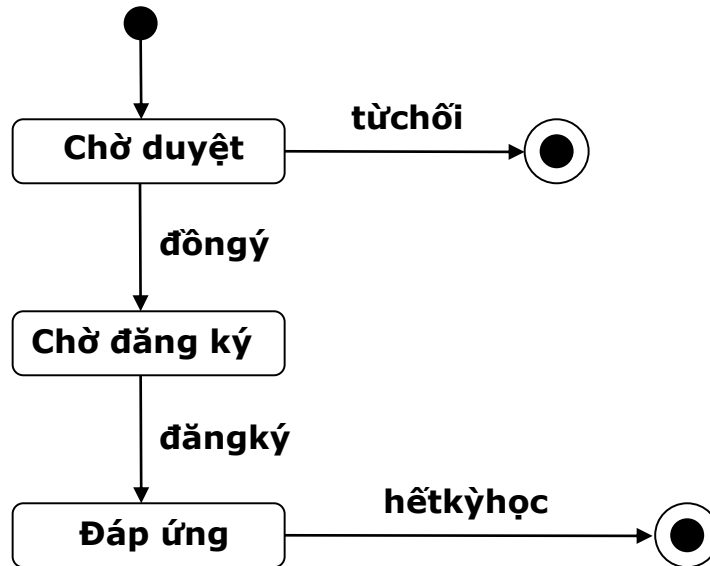 từchối
Chờ duyệt
đồngý
Chờ đăng ký
đăngký
hếtkỳhọc
Đáp ứng